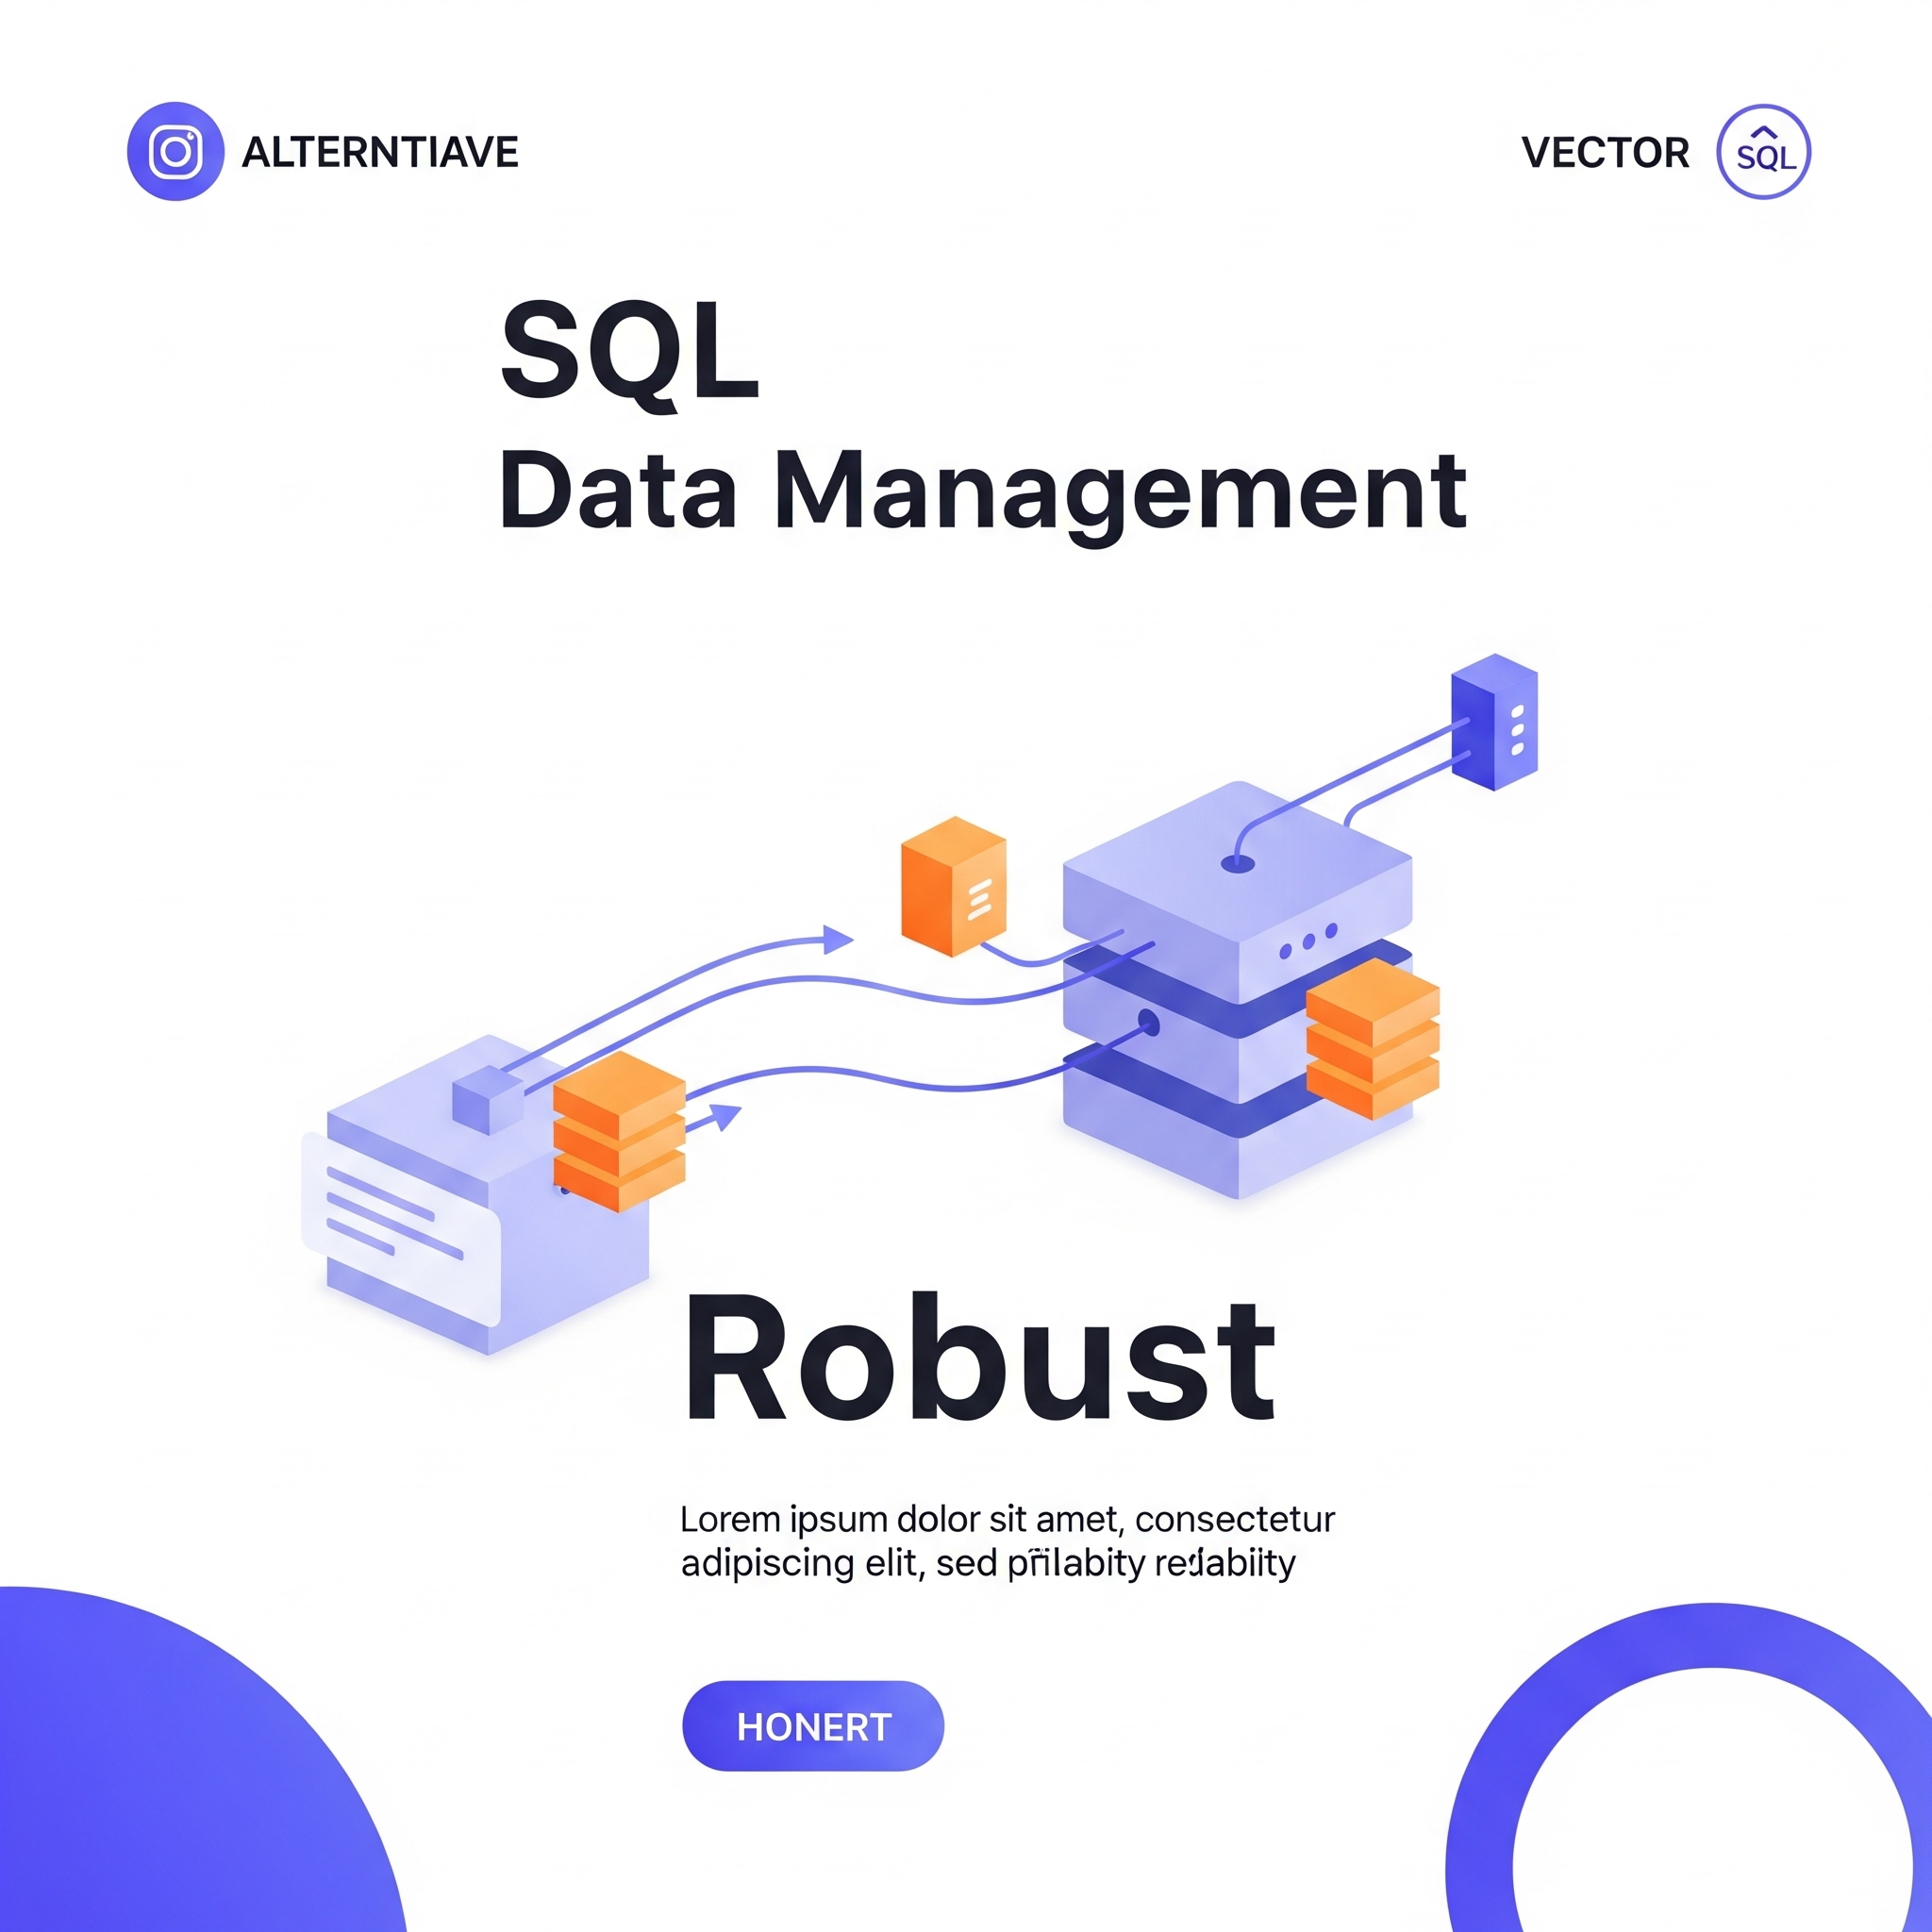 ALTERNTIAVE
VECTOR
SQL
SQL
Data Management
Robust
Lorem ipsum dolor sit amet, consectetur
adipiscing elit, sed
HONERT